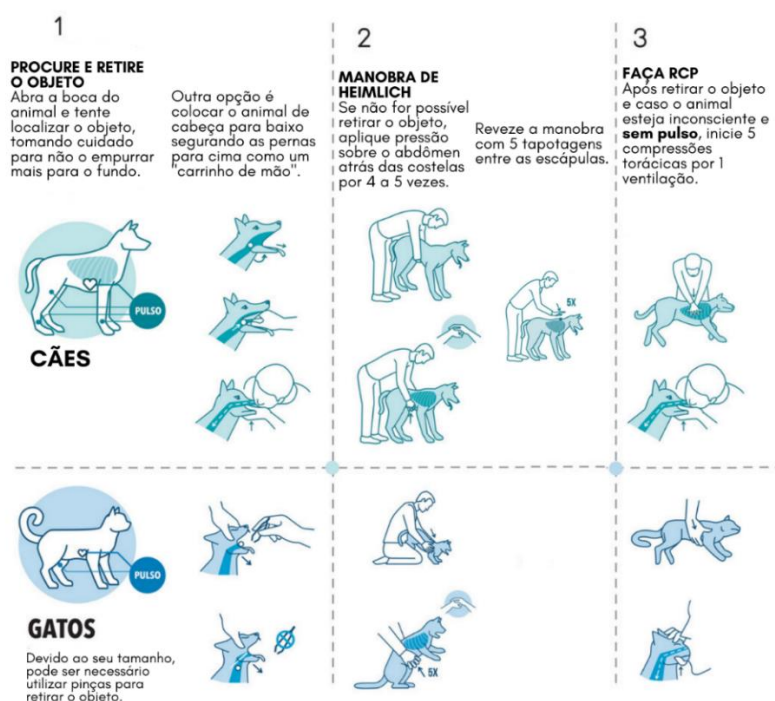 1
PROCURE E RETIRE
O OBJETO
Abra a boca do
animal e tente
localizar o objeto,
tomando cuidado
para não o empurrar
mais para o fundo.
Outra opção é
colocar o animal de
cabeça para baixo
segurando as pernas
para cima como um
"carrinho de mão".
2
MANOBRA DE
HEIMLICH
Se não for possível
retirar o objeto,
aplique pressão
sobre o abdômen
atrás das costelas
por 4 a 5 vezes.
Reveze a manobra
com 5 tapotagens
entre as escápulas.
3
FAÇA RCP
Após retirar o objeto
e caso o animal
esteja inconsciente e
sem pulso, inicie 5
compressões
torácicas por 1
ventilação.
PULSO
CÃES
5X
PULSO
GATOS
Devido ao seu tamanho,
pode ser necessário
utilizar pinças para
retirar o objeto.
5X